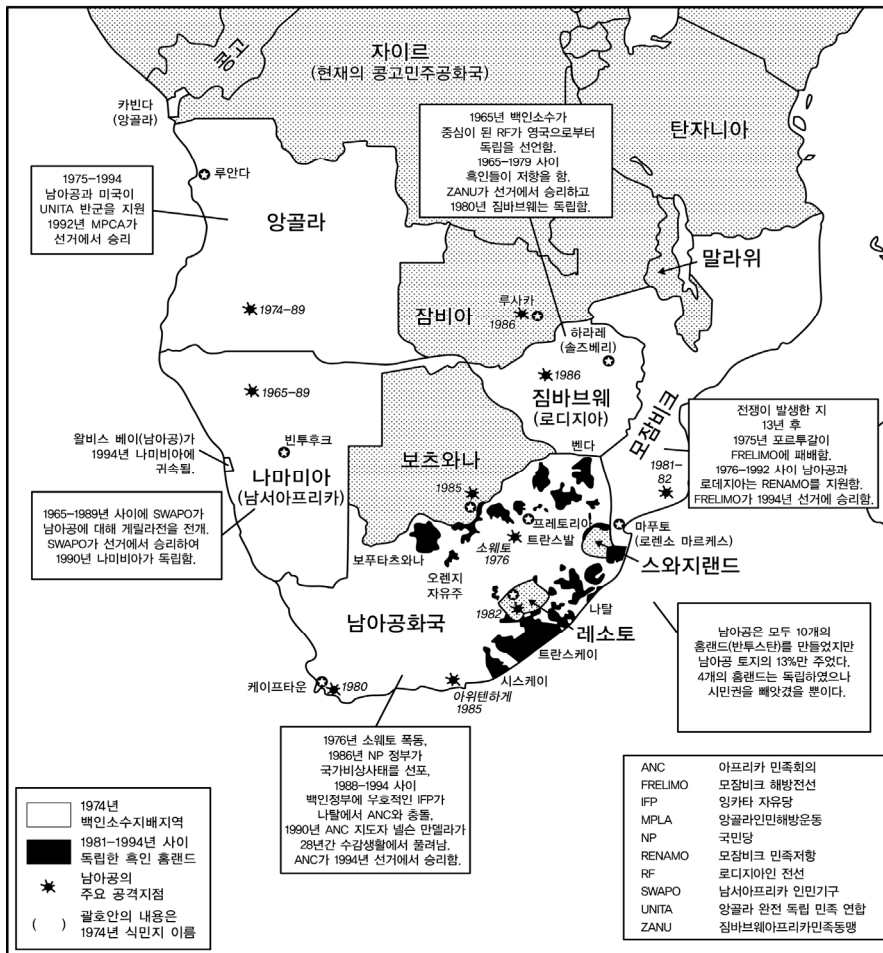 콩고
자이르
(현재의 콩고민주공화국)
카빈다
(앙골라)
1965년 백인소수가
중심이 된 RF가 영국으로부터
독립을 선언함.
1965-1979 사이
흑인들이 저항을 함.
ZANU가 선거에서 승리하고
1980년 짐바브웨는 독립함.
탄자니아
루안다
1975-1994
남아공과 미국이
UNITA 반군을 지원
1992년 MPCA가
선거에서 승리
앙골라
말라위
1974-89
잠비아
루사카
1986
하라레
(솔즈베리)
1965-89
1986
짐바브웨
(로디지아)
모잠비크
전쟁이 발생한 지
13년 후
1975년 포르투갈이
FRELIMO에 패배함.
1976-1992 사이 남아공과
로데지아는 RENAMO를 지원함.
FRELIMO가 1994년 선거에 승리함.
왈비스 베이(남아공)가
1994년 나미비아에
귀속될.
빈투후크
나마미아
(남서아프리카)
보츠와나
벤다
1981-
82
1985
1965-1989년 사이에 SWAPO가
남아공에 대해 게릴라전을 전개.
SWAPO가 선거에서 승리하여
1990년 나미비아가 독립함.
프레토리아
트란스발
소웨토
1976
마푸토
(로렌소 마르케스)
보푸타츠와나
스와지랜드
오렌지
자유주
1982
나탈
남아공화국
레소토
트란스케이
남아공은 모두 10개의
홈랜드(반투스탄)를 만들었지만
남아공 토지의 13%만 주었다.
4개의 홈랜드는 독립하였으나
시민권을 빼앗겼을 뿐이다.
시스케이
케이프타운
1980
아위텐하게
1985
1976년 소웨토 폭동,
1986년 NP 정부가
국가비상사태를 선포,
1988-1994 사이
백인정부에 우호적인 IFP가
나탈에서 ANC와 충돌,
1990년 ANC 지도자 넬슨 만델라가
28년간 수감생활에서 풀려남.
ANC가 1994년 선거에서 승리함.
1974년
백인소수지배지역
1981-1994년 사이
독립한 흑인 홈랜드
남아공의
주요 공격지점
( ) 괄호안의 내용은
1974년 식민지 이름
ANC 아프리카 민족회의
FRELIMO 모잠비크 해방전선
IFP 잉카타 자유당
MPLA 앙골라인민해방운동
NP 국민당
RENAMO 모잠비크 민족저항
RF 로디지아인 전선
SWAPO 남서아프리카 인민기구
UNITA 앙골라 완전 독립 민족 연합
ZANU 짐바브웨아프리카민족동맹